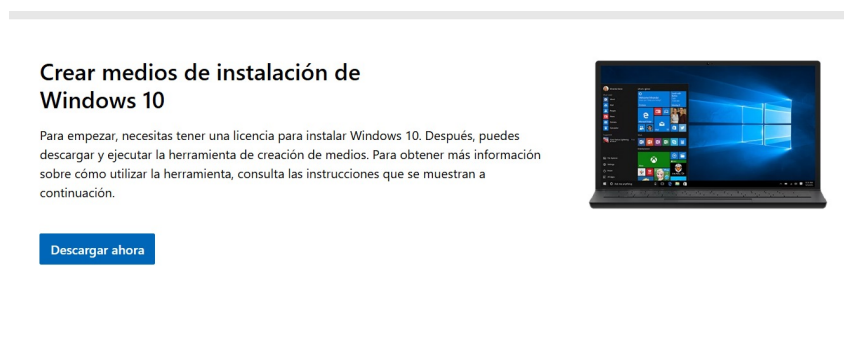 Crear medios de instalación de
Windows 10
Para empezar, necesitas tener una licencia para instalar Windows 10. Después, puedes
descargar y ejecutar la herramienta de creación de medios. Para obtener más información
sobre cómo utilizar la herramienta, consulta las instrucciones que se muestran a
continuación.
Descargar ahora